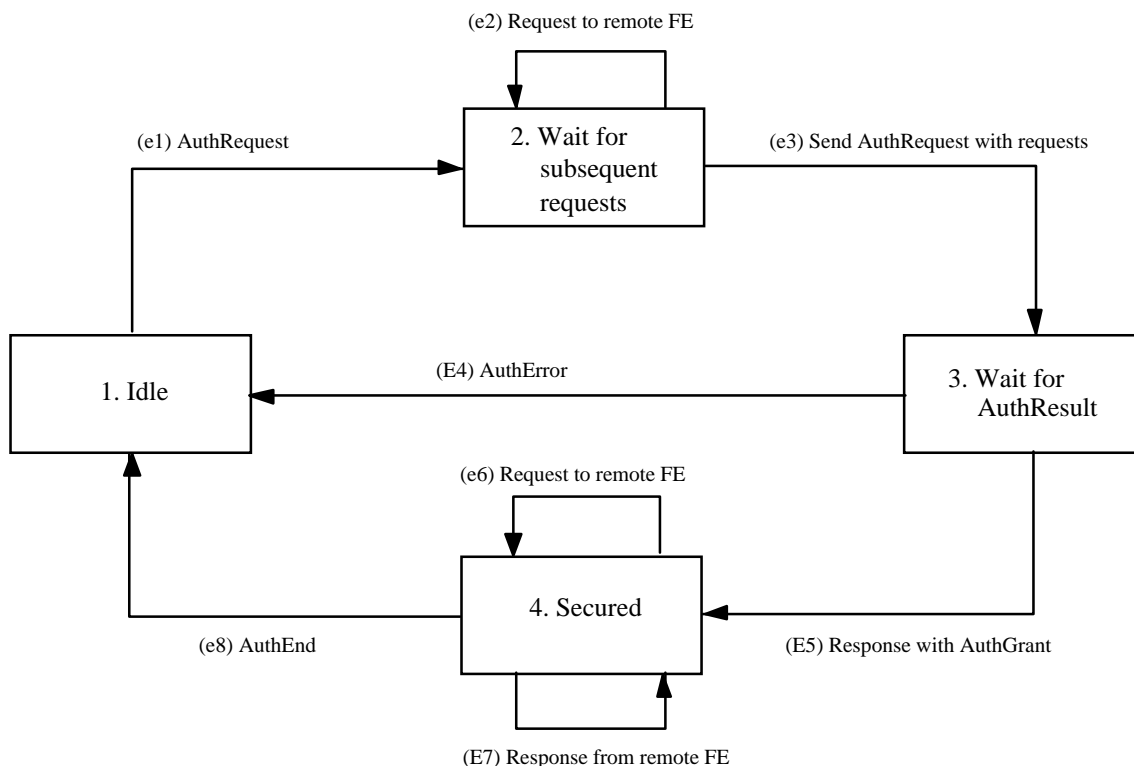 (e2) Request to remote FE
(e1) AuthRequest
2. Wait for
subsequent
requests
(e3) Send AuthRequest with requests
1. Idle
(E4) AuthError
3. Wait for
AuthResult
(e6) Request to remote FE
4. Secured
(e8) AuthEnd
(E5) Response with AuthGrant
(E7) Response from remote FE